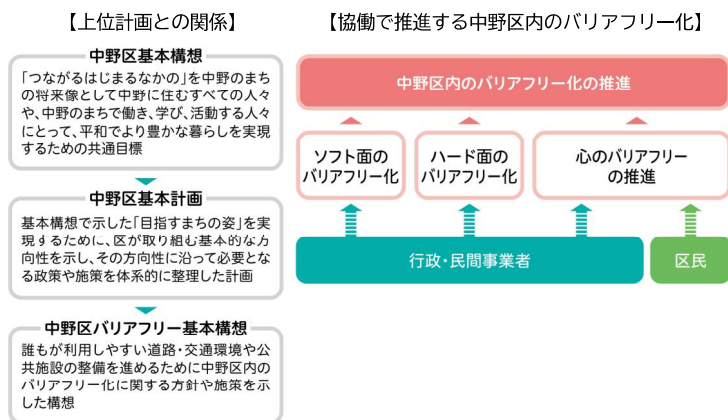 【上位計画との関係】
中野区基本構想
「つながるはじまるなかの」を中野のまち
の将来像として中野に住むすべての人々
や、中野のまちで働き、学び、活動する人々
にとって、平和でより豊かな暮らしを実現
するための共通目標
中野区基本計画
基本構想で示した「目指すまちの姿」を実
現するために、区が取り組む基本的な方
向性を示し、その方向性に沿って必要とな
る政策や施策を体系的に整理した計画
中野区バリアフリー基本構想
誰もが利用しやすい道路・交通環境や公
共施設の整備を進めるために中野区内の
バリアフリー化に関する方針や施策を示
した構想
【協働で推進する中野区内のバリアフリー化】
中野区内のバリアフリー化の推進
ソフト面の
バリアフリー化
ハード面の
バリアフリー化
心のバリアフリー
の推進
行政・民間事業者
区民